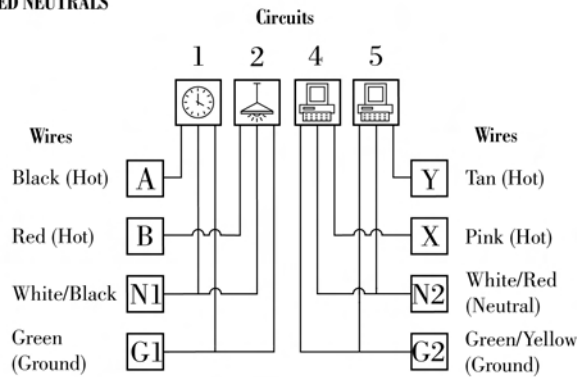 ED NEUTRALS
Circuits
1 2 4 5
Wires
Wires
Black (Hot) A
Y Tan (Hot)
Red (Hot) B
X Pink (Hot)
White/Black N1
N2 White/Red
(Neutral)
Green
(Ground) G1
G2 Green/Yellow
(Ground)